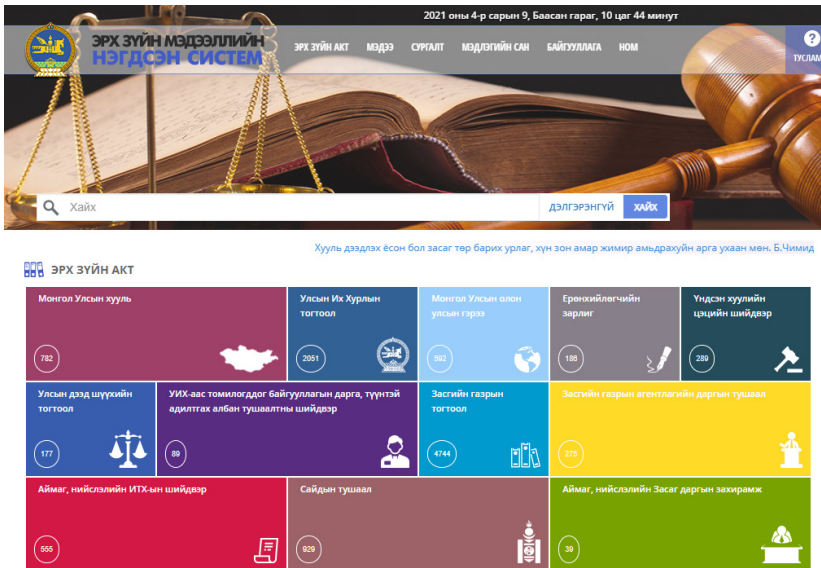 2021 оны 4-р сарын 9, Баасан гараг, 10 цаг 44 минут
ЭРХ ЗҮЙН МЭДЭЭЛЛИЙН
НЭГДСЭН СИСТЕМ
ЭРХ ЗҮЙН АКТ МЭДЭЭ СУРГАЛТ МЭДЛЭГИЙН САН БАЙГУУЛЛАГА НОМ
?
ТУСЛАМ
Хайх ДЭЛГЭРЭНГҮЙ ХАЙХ
Хууль дээдлэх ёсон бол засаг төр барих урлаг, хүн зон амар жимир амьдрахуйн арга ухаан мөн. Б.Чимид
ЭРХ ЗҮЙН АКТ
Монгол Улсын хууль
782
Улсын Их Хурлын
тогтоол
2051
Монгол Улсын олон
улсын гэрээ
592
Ерөнхийлөгчийн
зарлиг
186
Үндсэн хуулийн
цэцийн шийдвэр
289
Улсын дээд шүүхийн
тогтоол
177
УИХ-аас томилогддог байгууллагын дарга, түүнтэй
адилтгах албан тушаалтны шийдвэр
89
Засгийн газрын
тогтоол
4744
Засгийн газрын агентлагийн даргын тушаал
275
Аймаг, нийслэлийн ИТХ-ын шийдвэр
555
Сайдын тушаал
929
Аймаг, нийслэлийн Засаг даргын захирамж
39